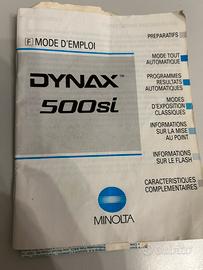 F MODE D'EMPLOI
DYNAX™
500si
MINOLTA
PREPARATIFS
MODE TOUT
AUTOMATIQUE
PROGRAMMES
RESULTATS
AUTOMATIQUES
MODES
D'EXPOSITION
CLASSIQUES
INFORMATIONS
SUR LA MISE
AU POINT
INFORMATIONS
SUR LE FLASH
CARACTERISTIQUES
COMPLEMENTAIRES